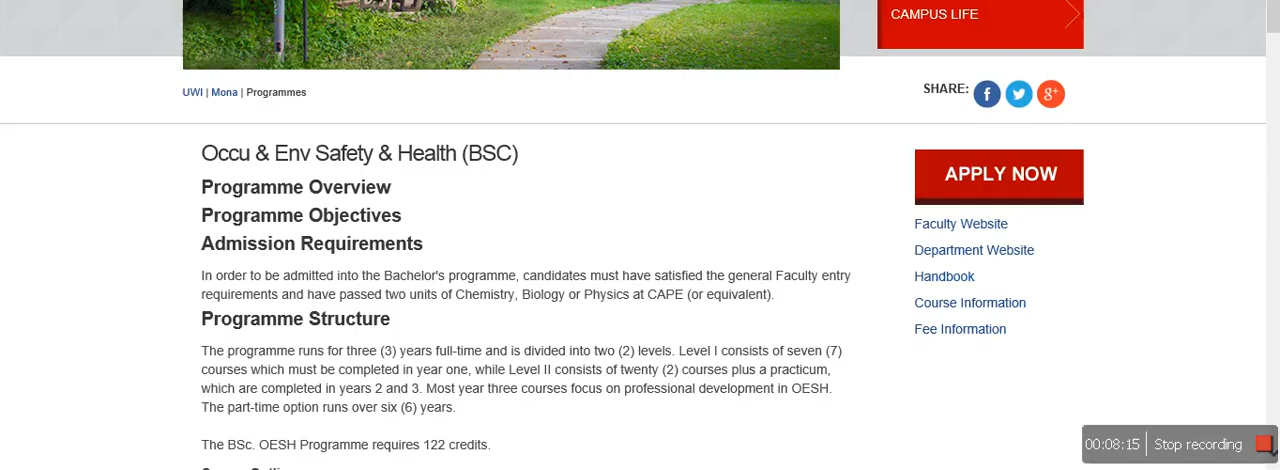 CAMPUS LIFE
UWI | Mona | Programmes
SHARE:
Occu & Env Safety & Health (BSC)
APPLY NOW
Programme Overview
Programme Objectives
Faculty Website
Admission Requirements
Department Website
In order to be admitted into the Bachelor's programme, candidates must have satisfied the general Faculty entry
Handbook
requirements and have passed two units of Chemistry, Biology or Physics at CAPE (or equivalent).
Course Information
Programme Structure
Fee Information
The programme runs for three (3) years full-time and is divided into two (2) levels. Level I consists of seven (7)
courses which must be completed in year one, while Level II consists of twenty (2) courses plus a practicum,
which are completed in years 2 and 3. Most year three courses focus on professional development in OESH.
The part-time option runs over six (6) years.
The BSc. OESH Programme requires 122 credits.
00:08:15 | Stop recording